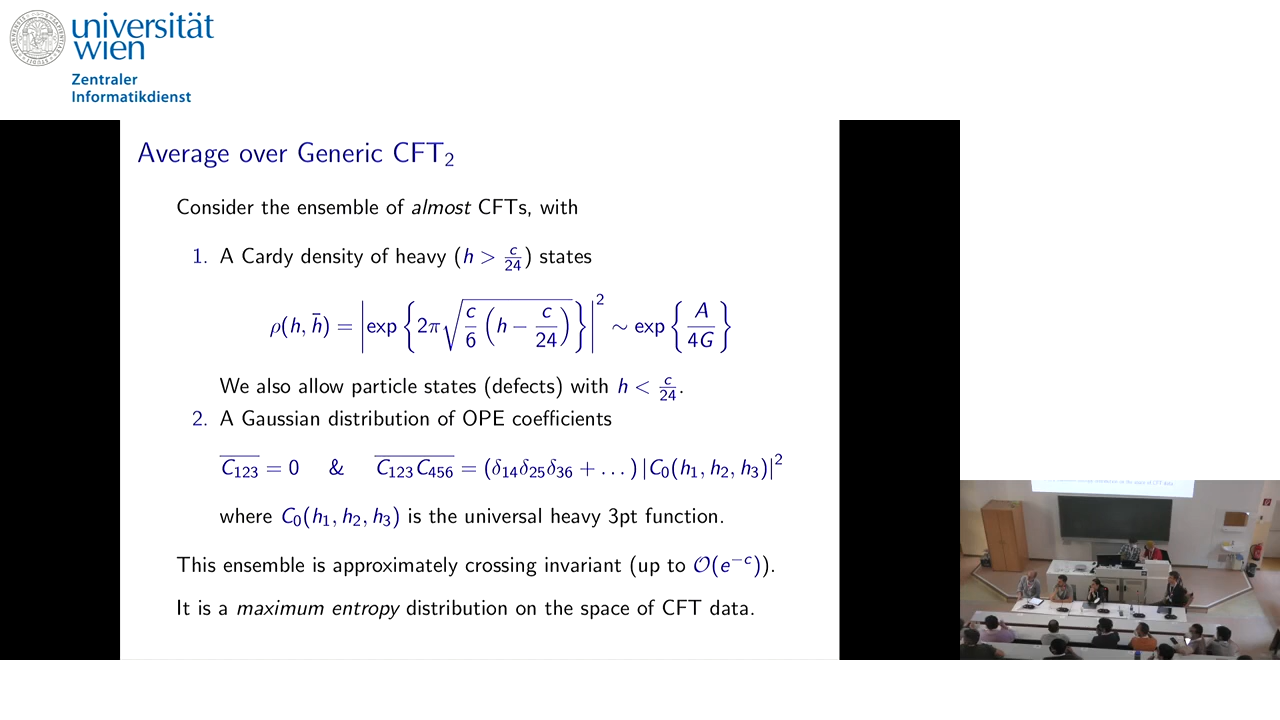 universität
wien
Zentraler
Informatikdienst
Average over Generic CFT₂
Consider the ensemble of almost CFTs, with
1. A Cardy density of heavy (h > c/24) states
ρ(h, h̄) = |exp {2π√(c/6 (h − c/24))}|² ∼ exp {A/4G}
We also allow particle states (defects) with h < c/24.
2. A Gaussian distribution of OPE coefficients
C̅₁₂₃ = 0 & C₁₂₃C₄₅₆ = (δ₁₄δ₂₅δ₃₆ + . . . ) |C₀(h₁, h₂, h₃)|²
where C₀(h₁, h₂, h₃) is the universal heavy 3pt function.
This ensemble is approximately crossing invariant (up to O(e⁻ᶜ)).
It is a maximum entropy distribution on the space of CFT data.